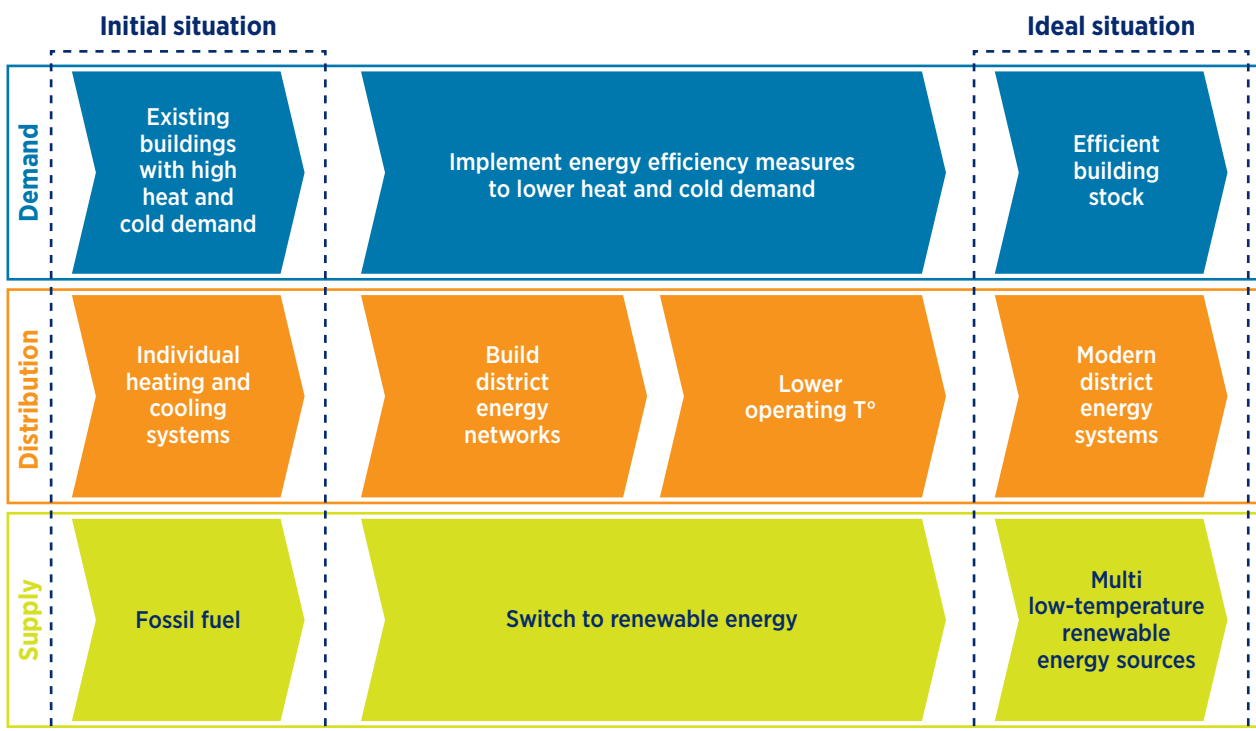 Initial situation
Ideal situation
Demand
Existing
buildings
with high
heat and
cold demand
Implement energy efficiency measures
to lower heat and cold demand
Efficient
building
stock
Distribution
Individual
heating and
cooling
systems
Build
district
energy
networks
Lower
operating T°
Modern
district
energy
systems
Supply
Fossil fuel
Switch to renewable energy
Multi
low-temperature
renewable
energy sources